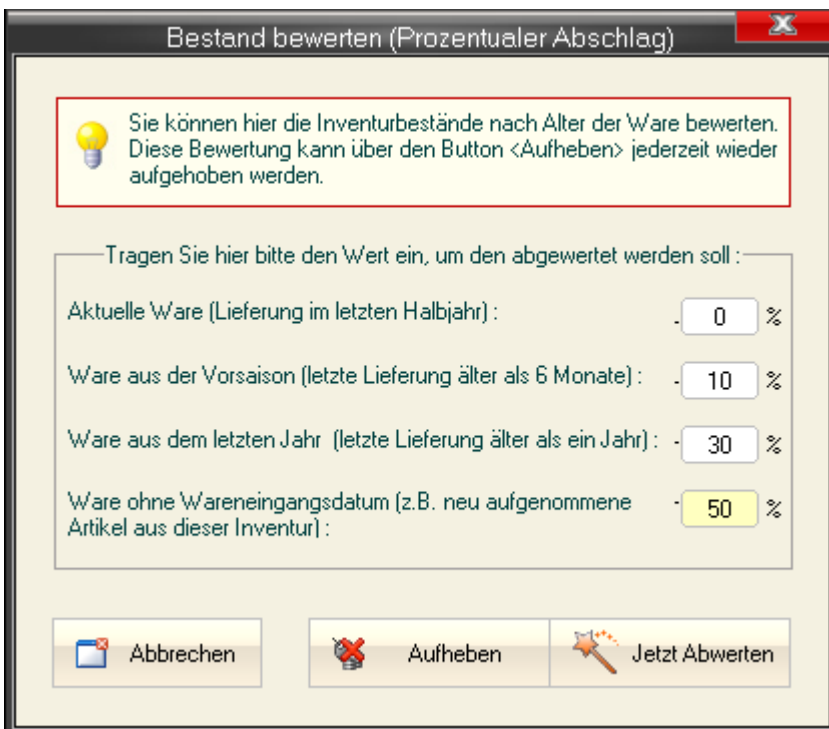 Bestand bewerten (Prozentualer Abschlag)
Sie können hier die Inventurbestände nach Alter der Ware bewerten.
Diese Bewertung kann über den Button <Aufheben> jederzeit wieder
aufgehoben werden.
Tragen Sie hier bitte den Wert ein, um den abgewertet werden soll :
Aktuelle Ware (Lieferung im letzten Halbjahr) : - 0 %
Ware aus der Vorsaison (letzte Lieferung älter als 6 Monate) : - 10 %
Ware aus dem letzten Jahr (letzte Lieferung älter als ein Jahr) : - 30 %
Ware ohne Wareneingangsdatum (z.B. neu aufgenommene - 50 %
Artikel aus dieser Inventur) :
Abbrechen Aufheben Jetzt Abwerten